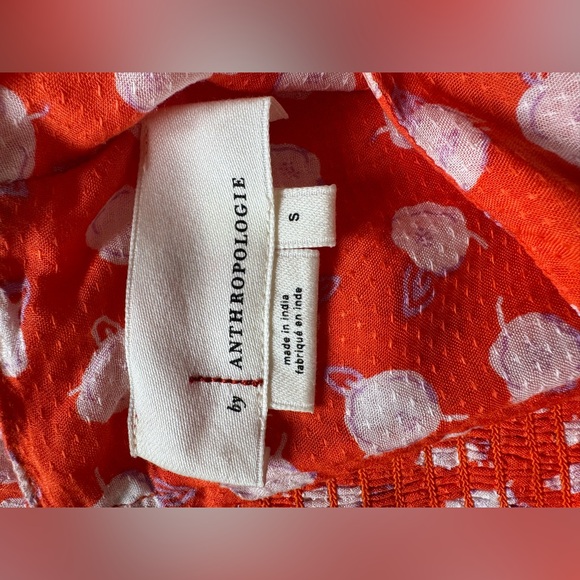 by ANTHROPOLOGIE
S
made in india
fabriqué en inde